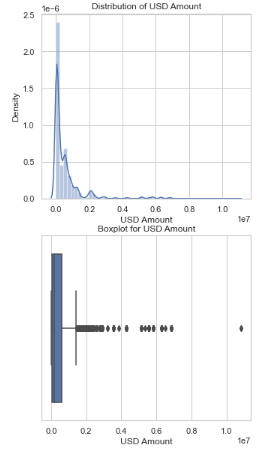 Distribution of USD Amount
1e-6
2.5
2.0
1.5
1.0
0.5
0.0
Density
0.0 0.2 0.4 0.6 0.8 1.0
USD Amount
1e7
Boxplot for USD Amount
0.0 0.2 0.4 0.6 0.8 1.0
USD Amount
1e7